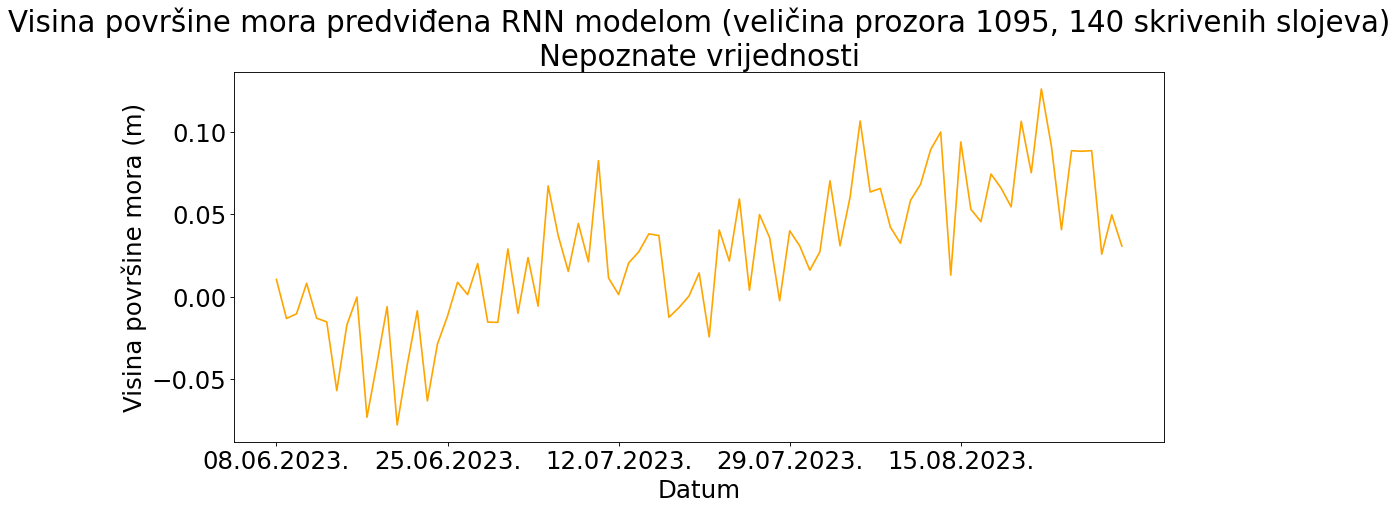 Visina površine mora predviđena RNN modelom (veličina prozora 1095, 140 skrivenih slojeva)
Nepoznate vrijednosti
Visina površine mora (m)
0.10
0.05
0.00
−0.05
08.06.2023. 25.06.2023. 12.07.2023. 29.07.2023. 15.08.2023.
Datum